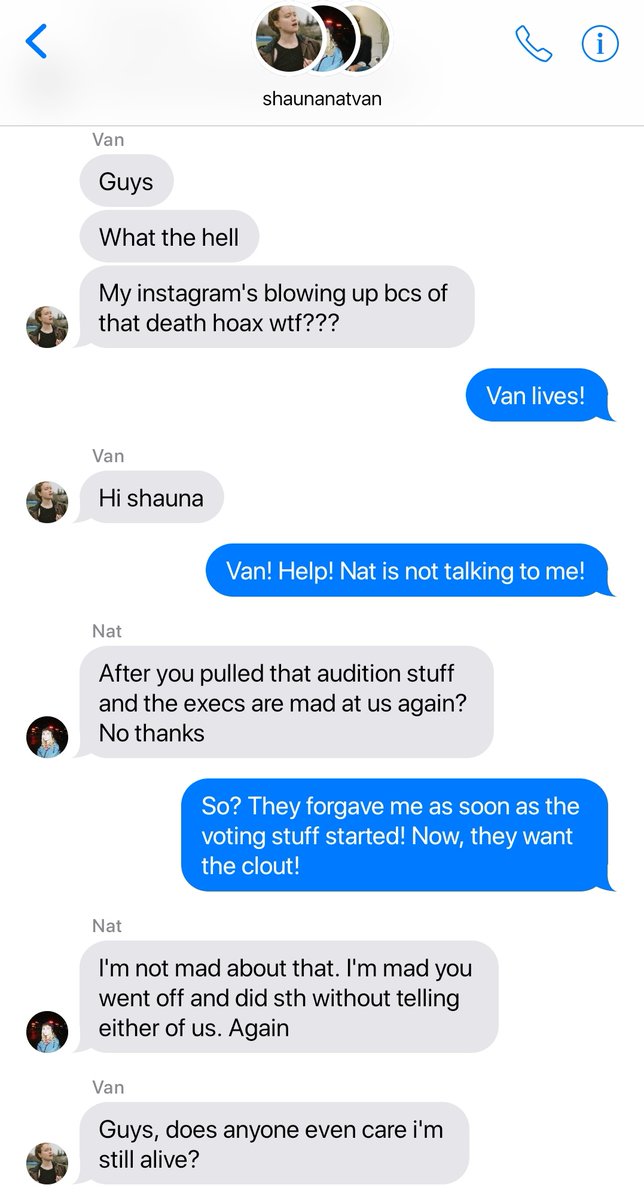 shaunanatvan
Van
Guys
What the hell
My instagram's blowing up bcs of
that death hoax wtf???
Van lives!
Van
Hi shauna
Van! Help! Nat is not talking to me!
Nat
After you pulled that audition stuff
and the execs are mad at us again?
No thanks
So? They forgave me as soon as the
voting stuff started! Now, they want
the clout!
Nat
I'm not mad about that. I'm mad you
went off and did sth without telling
either of us. Again
Van
Guys, does anyone even care i'm
still alive?